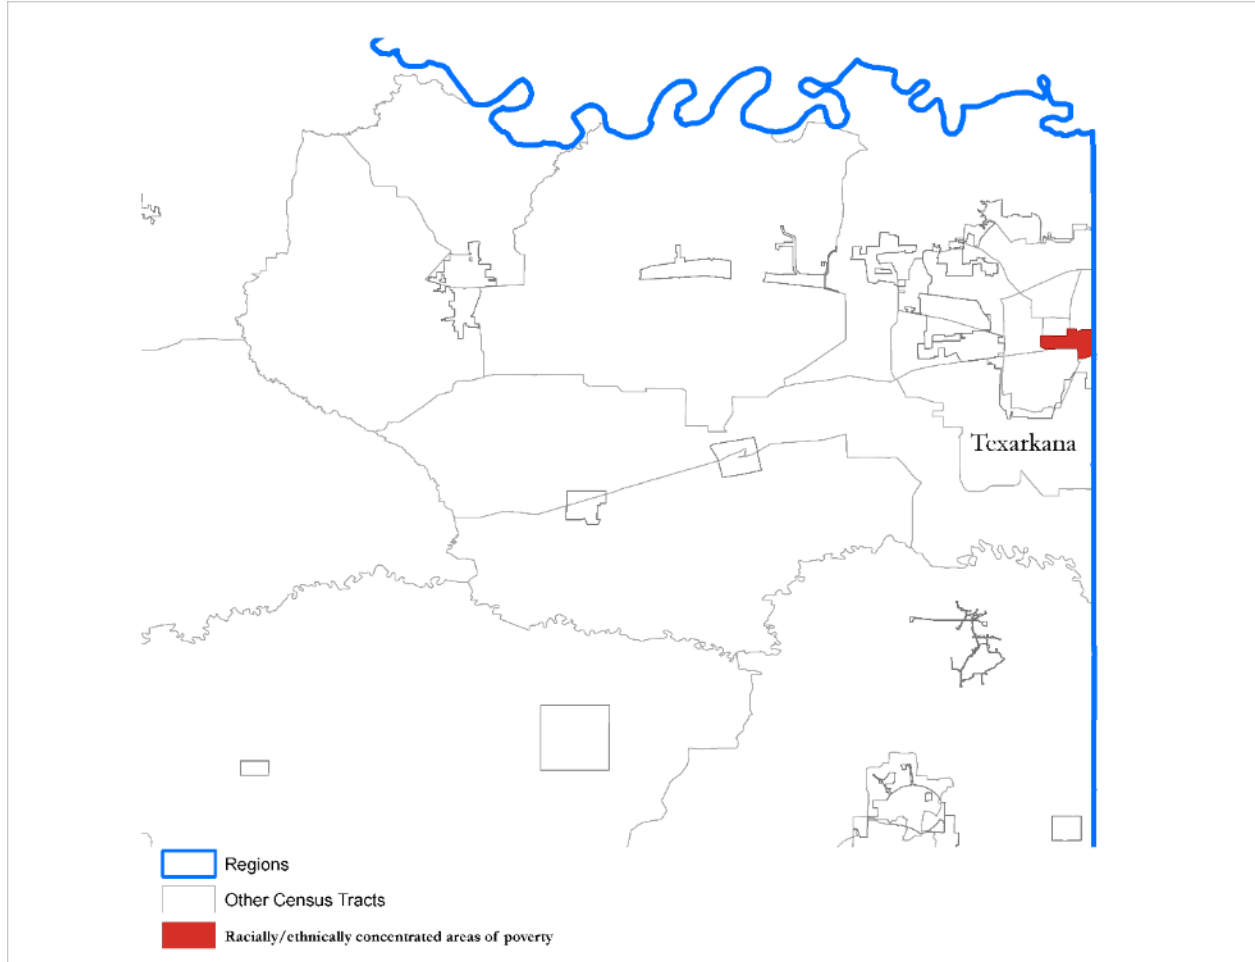 Texarkana
Regions
Other Census Tracts
Racially/ethnically concentrated areas of poverty